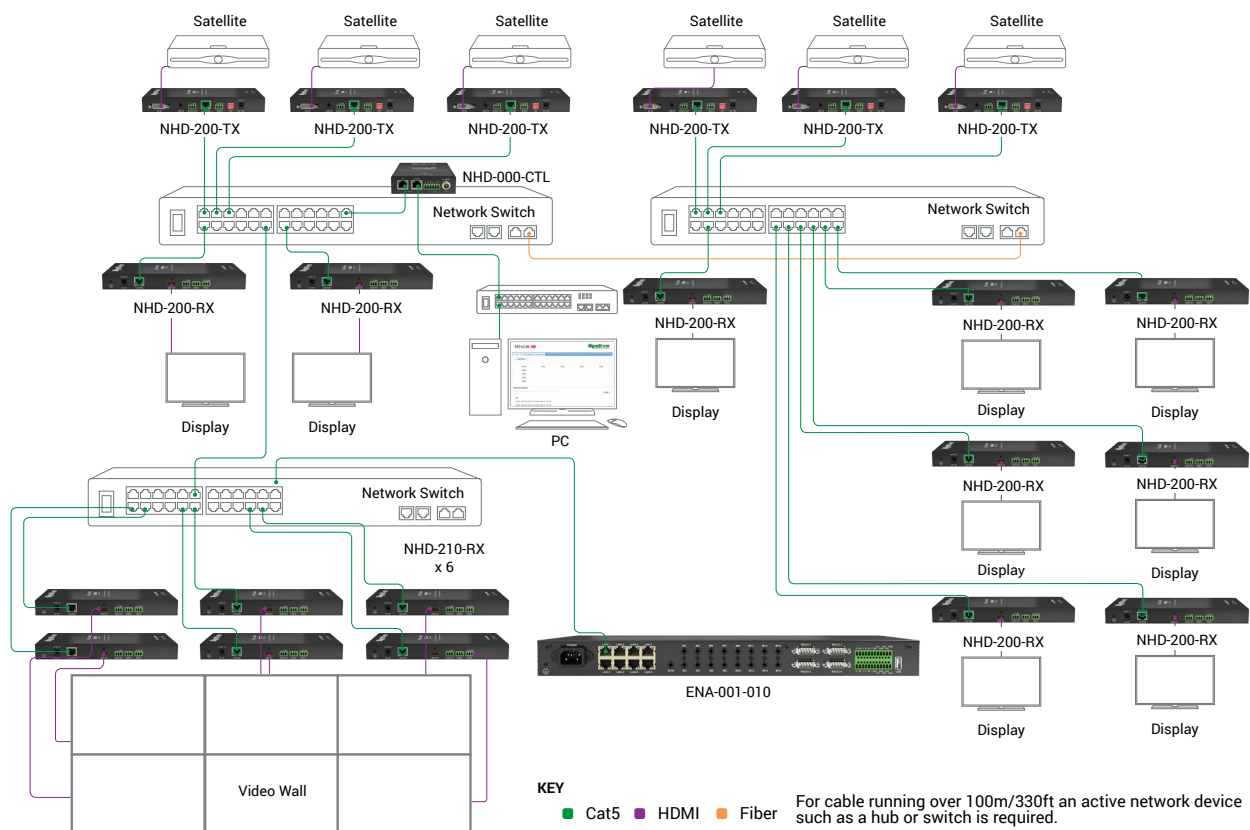 Satellite
Satellite
Satellite
Satellite
Satellite
Satellite
NHD-200-TX
NHD-200-TX
NHD-200-TX
NHD-200-TX
NHD-200-TX
NHD-200-TX
NHD-000-CTL
Network Switch
Network Switch
NHD-200-RX
NHD-200-RX
NHD-200-RX
NHD-200-RX
NHD-200-RX
Display
Display
PC
Display
Display
Display
Network Switch
NHD-210-RX
x 6
NHD-200-RX
NHD-200-RX
Display
Display
NHD-200-RX
NHD-200-RX
ENA-001-010
Display
Display
Video Wall
KEY
Cat5
HDMI
Fiber
For cable running over 100m/330ft an active network device
such as a hub or switch is required.